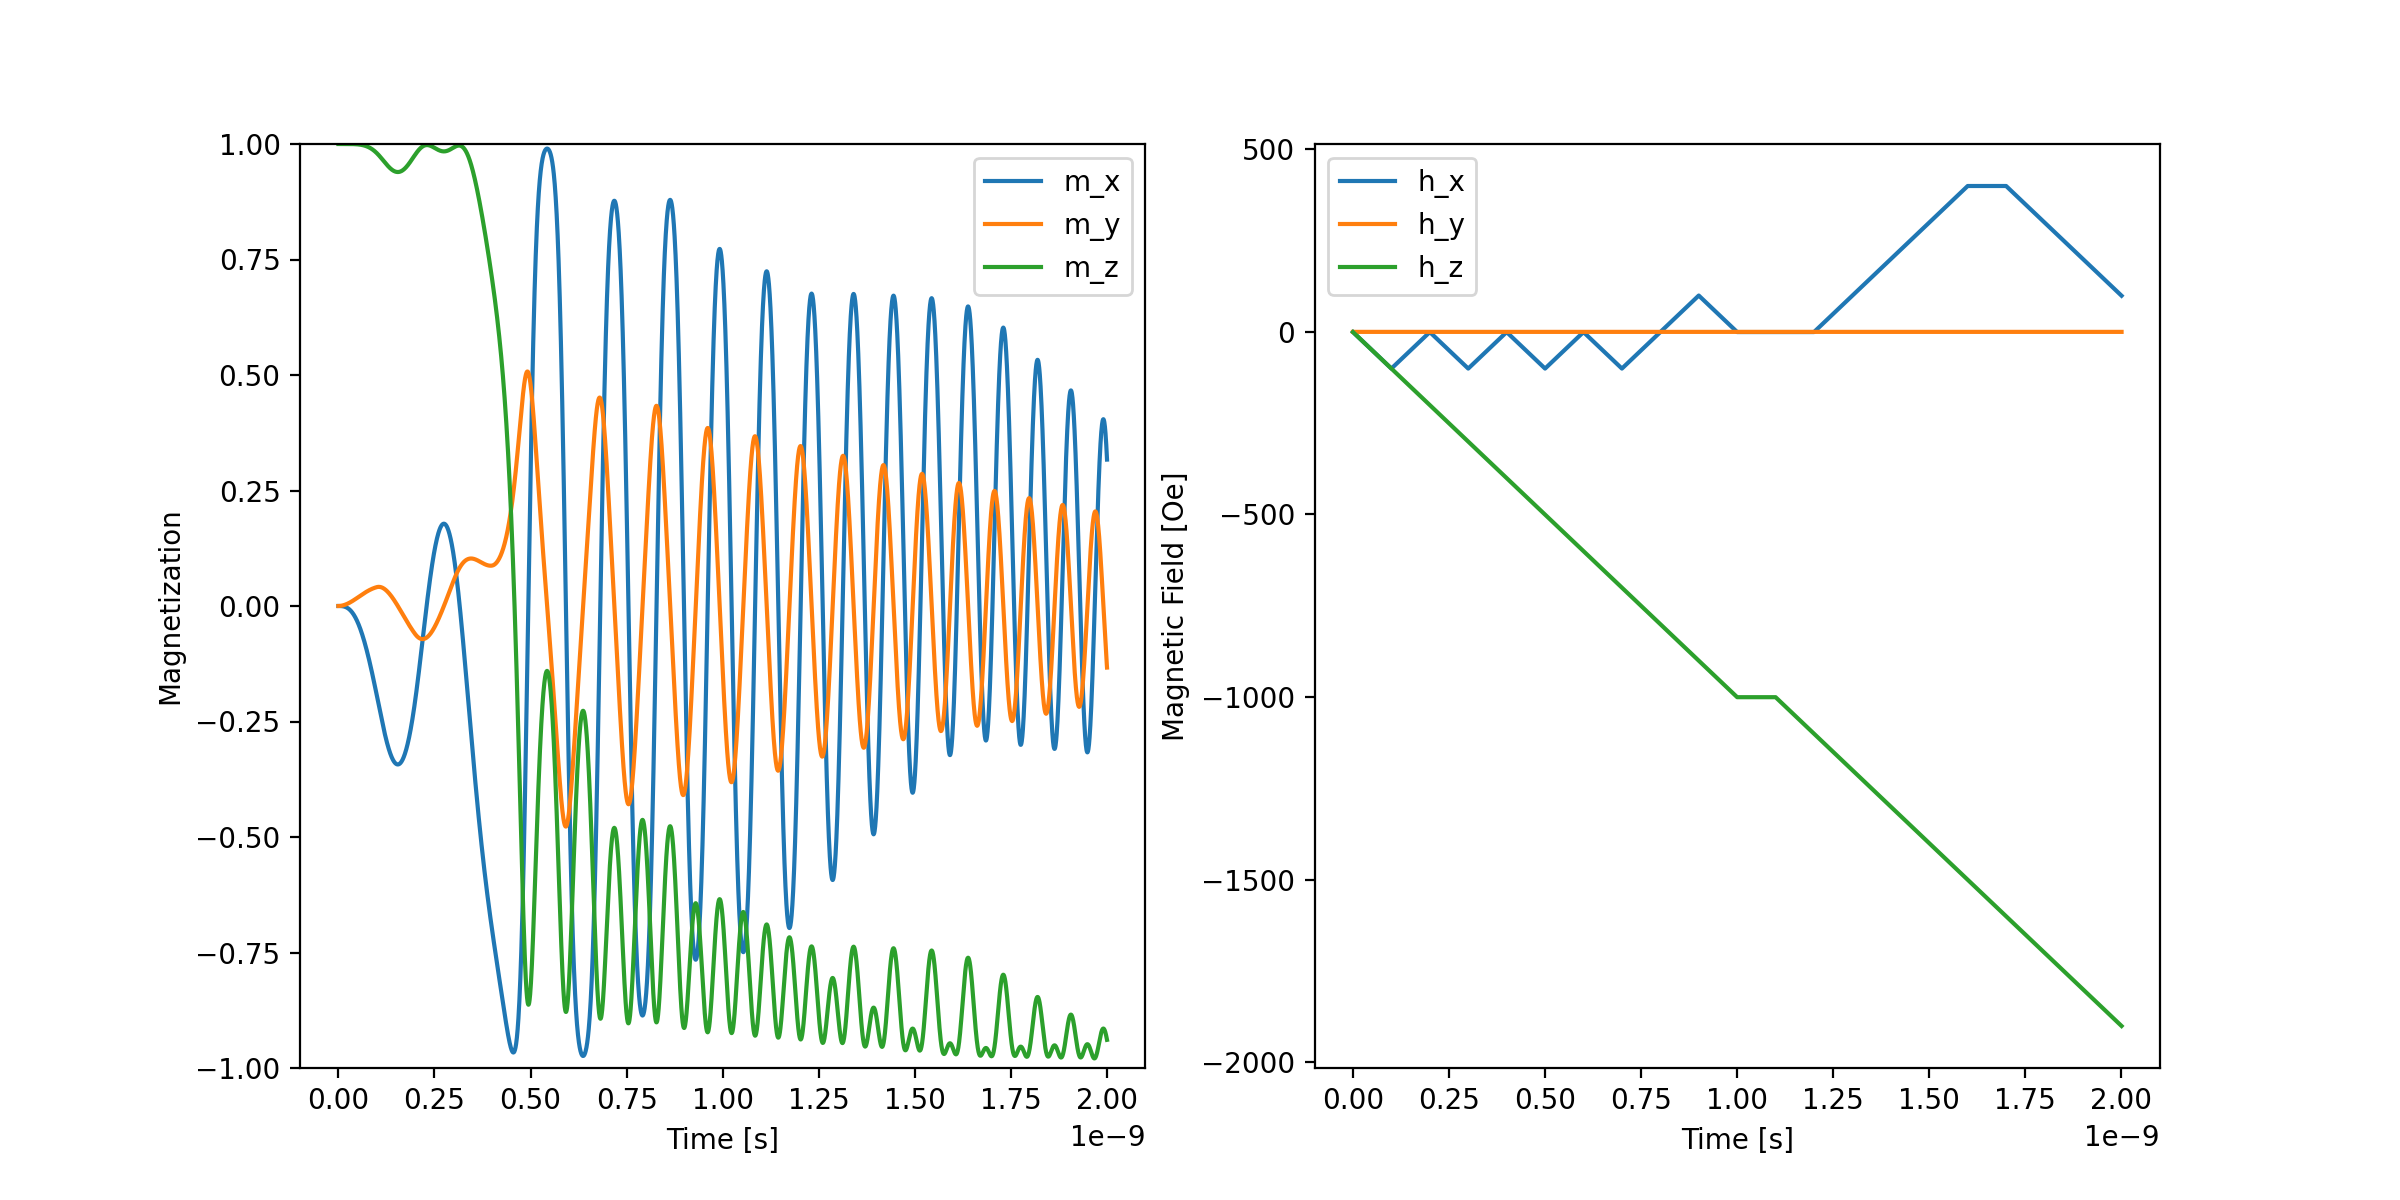 1.00
0.75
0.50
0.25
0.00
−0.25
−0.50
−0.75
−1.00
Magnetization
m_x
m_y
m_z
0.00 0.25 0.50 0.75 1.00 1.25 1.50 1.75 2.00
Time [s]
1e−9
500
0
−500
−1000
−1500
−2000
Magnetic Field [Oe]
h_x
h_y
h_z
0.00 0.25 0.50 0.75 1.00 1.25 1.50 1.75 2.00
Time [s]
1e−9